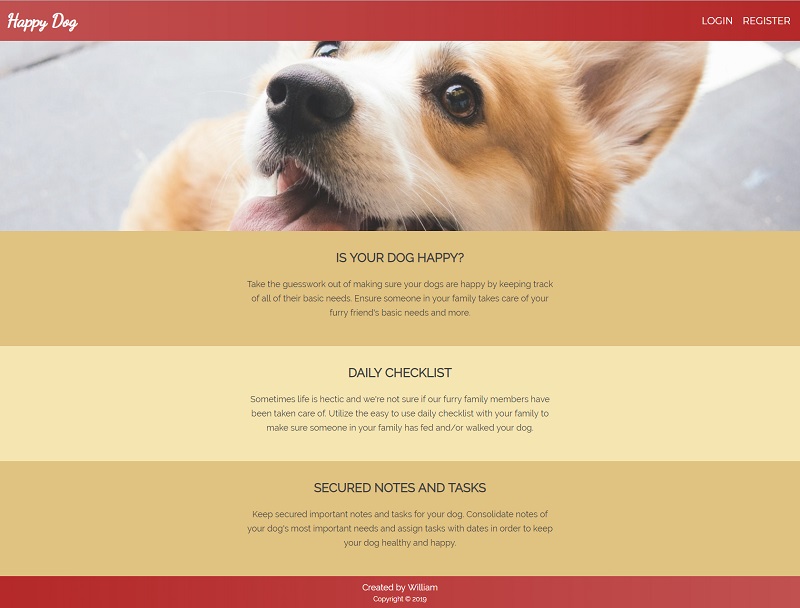 Happy Dog
LOGIN REGISTER
IS YOUR DOG HAPPY?
Take the guesswork out of making sure your dogs are happy by keeping track
of all of their basic needs. Ensure someone in your family takes care of your
furry friend's basic needs and more.
DAILY CHECKLIST
Sometimes life is hectic and we're not sure if our furry family members have
been taken care of. Utilize the easy to use daily checklist with your family to
make sure someone in your family has fed and/or walked your dog.
SECURED NOTES AND TASKS
Keep secured important notes and tasks for your dog. Consolidate notes of
your dog's most important needs and assign tasks with dates in order to keep
your dog healthy and happy.
Created by William
Copyright © 2019